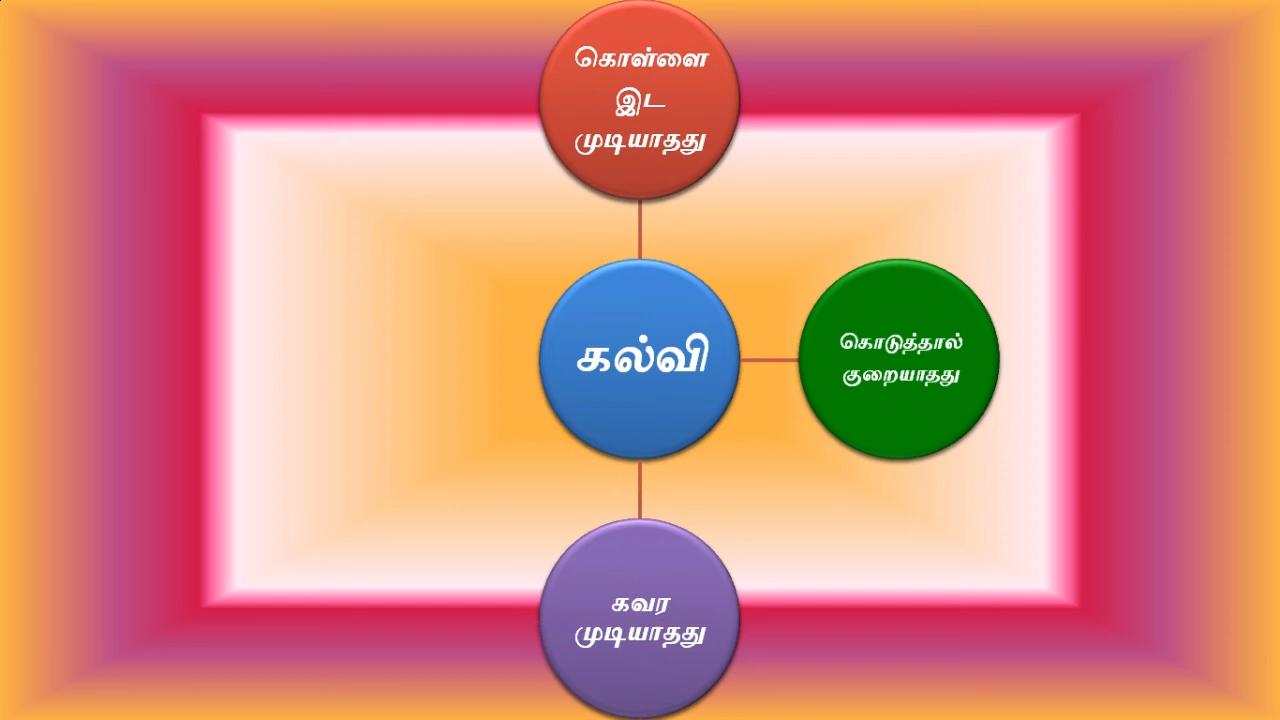 கொள்ளை
இட
முடியாதது
கல்வி
கொடுத்தால்
குறையாதது
கவர
முடியாதது